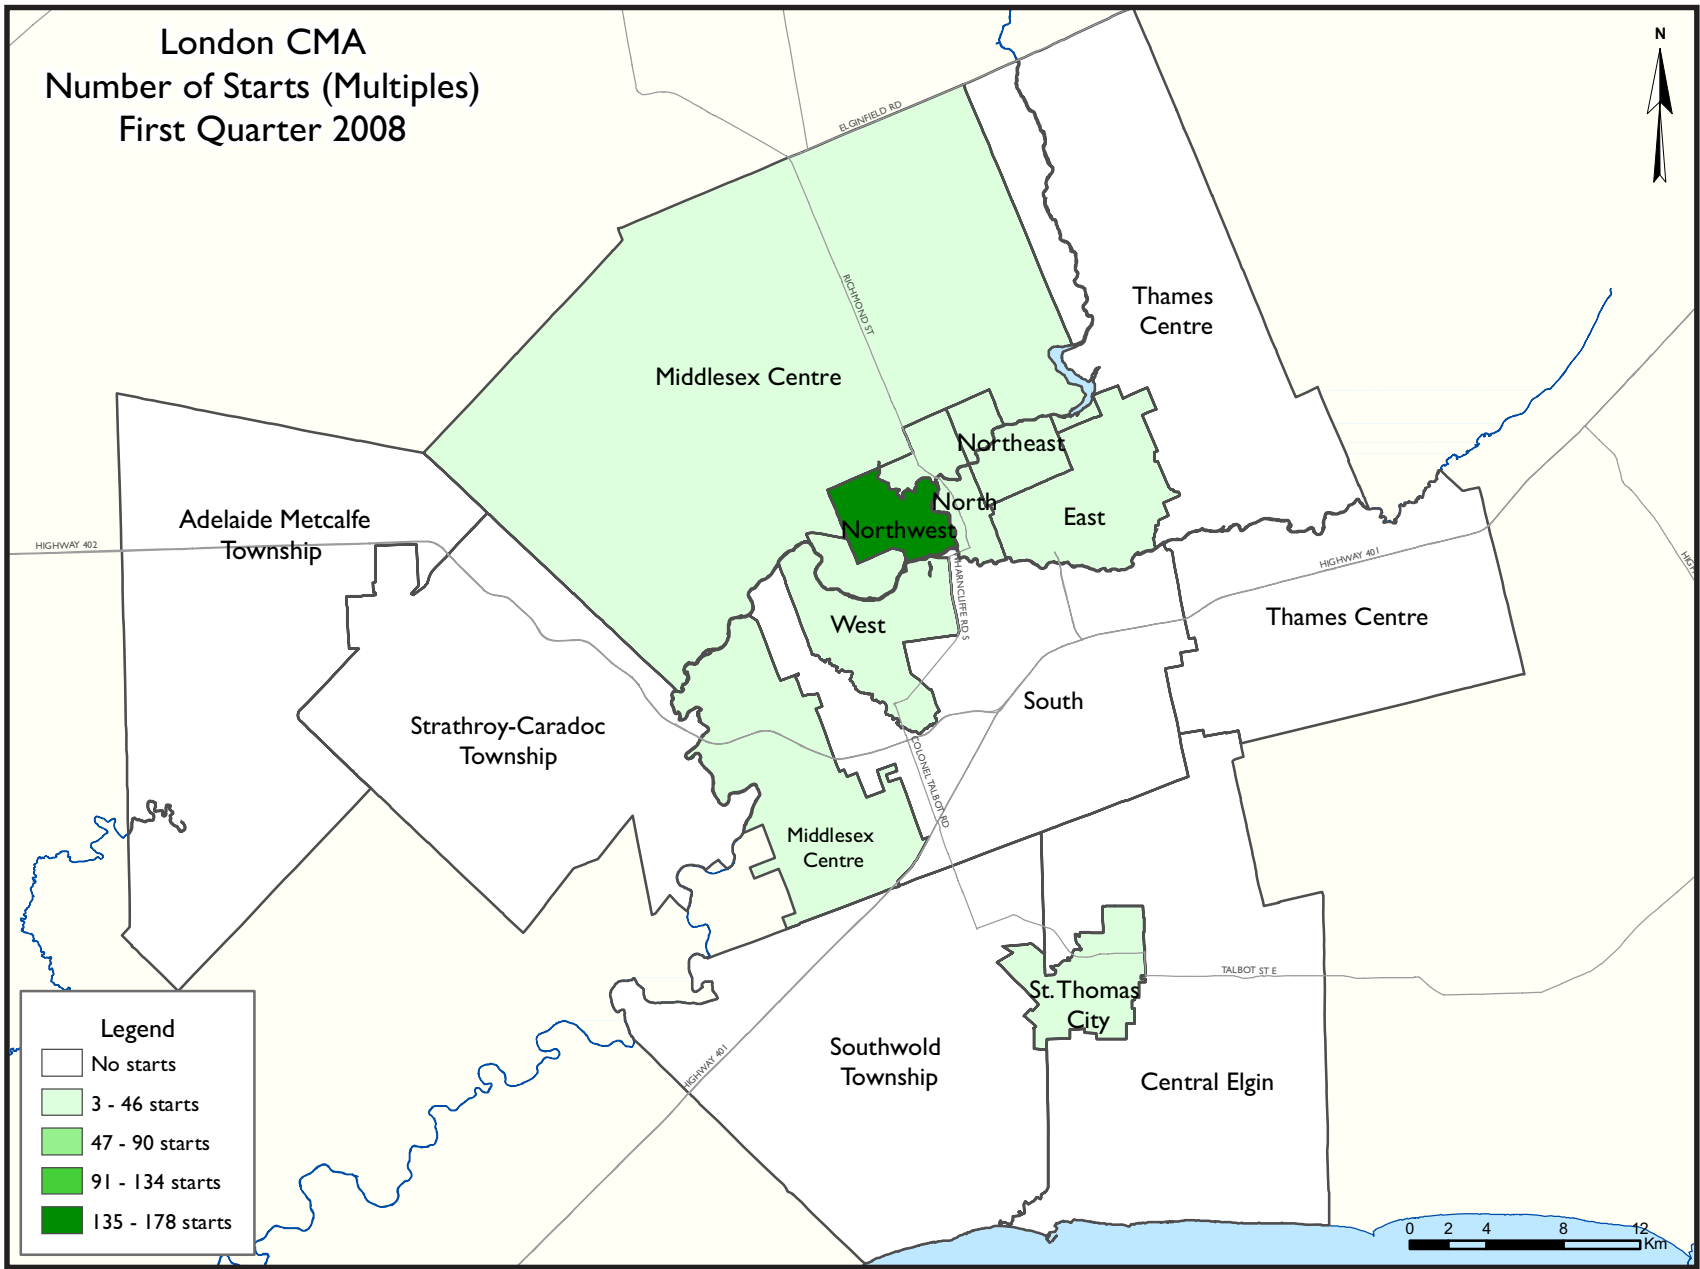 London CMA
Number of Starts (Multiples)
First Quarter 2008
N
ELGINFIELD RD
RICHMOND ST
Thames
Centre
Middlesex Centre
Northeast
North
East
Northwest
Adelaide Metcalfe
Township
HIGHWAY 402
HIGHWAY 401
WHARNCLIFFE RD S
West
Thames Centre
South
Strathroy-Caradoc
Township
COLONEL TALBOT RD
Middlesex
Centre
TALBOT ST E
St. Thomas
City
Southwold
Township
Central Elgin
HIGHWAY 401
Legend
No starts
3 - 46 starts
47 - 90 starts
91 - 134 starts
135 - 178 starts
0 2 4 8 12
Km